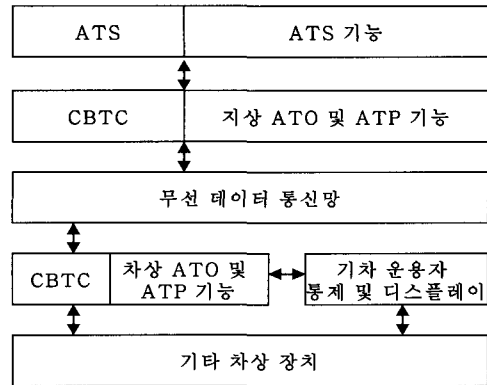 ATS ATS 기능
CBTC 지상 ATO 및 ATP 기능
무선 데이터 통신망
CBTC 차상 ATO 및
ATP 기능
기차 운용자
통제 및 디스플레이
기타 차상 장치